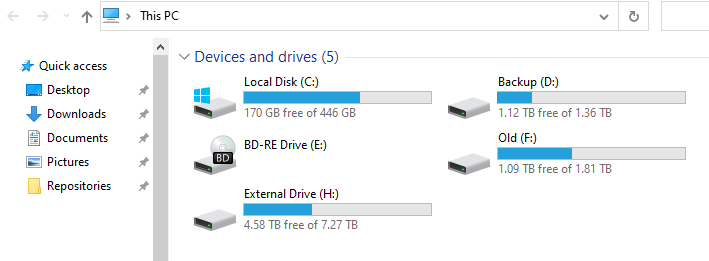 This PC
Quick access
Desktop
Downloads
Documents
Pictures
Repositories
Devices and drives (5)
Local Disk (C:)
170 GB free of 446 GB
Backup (D:)
1.12 TB free of 1.36 TB
BD-RE Drive (E:)
BD
Old (F:)
1.09 TB free of 1.81 TB
External Drive (H:)
4.58 TB free of 7.27 TB